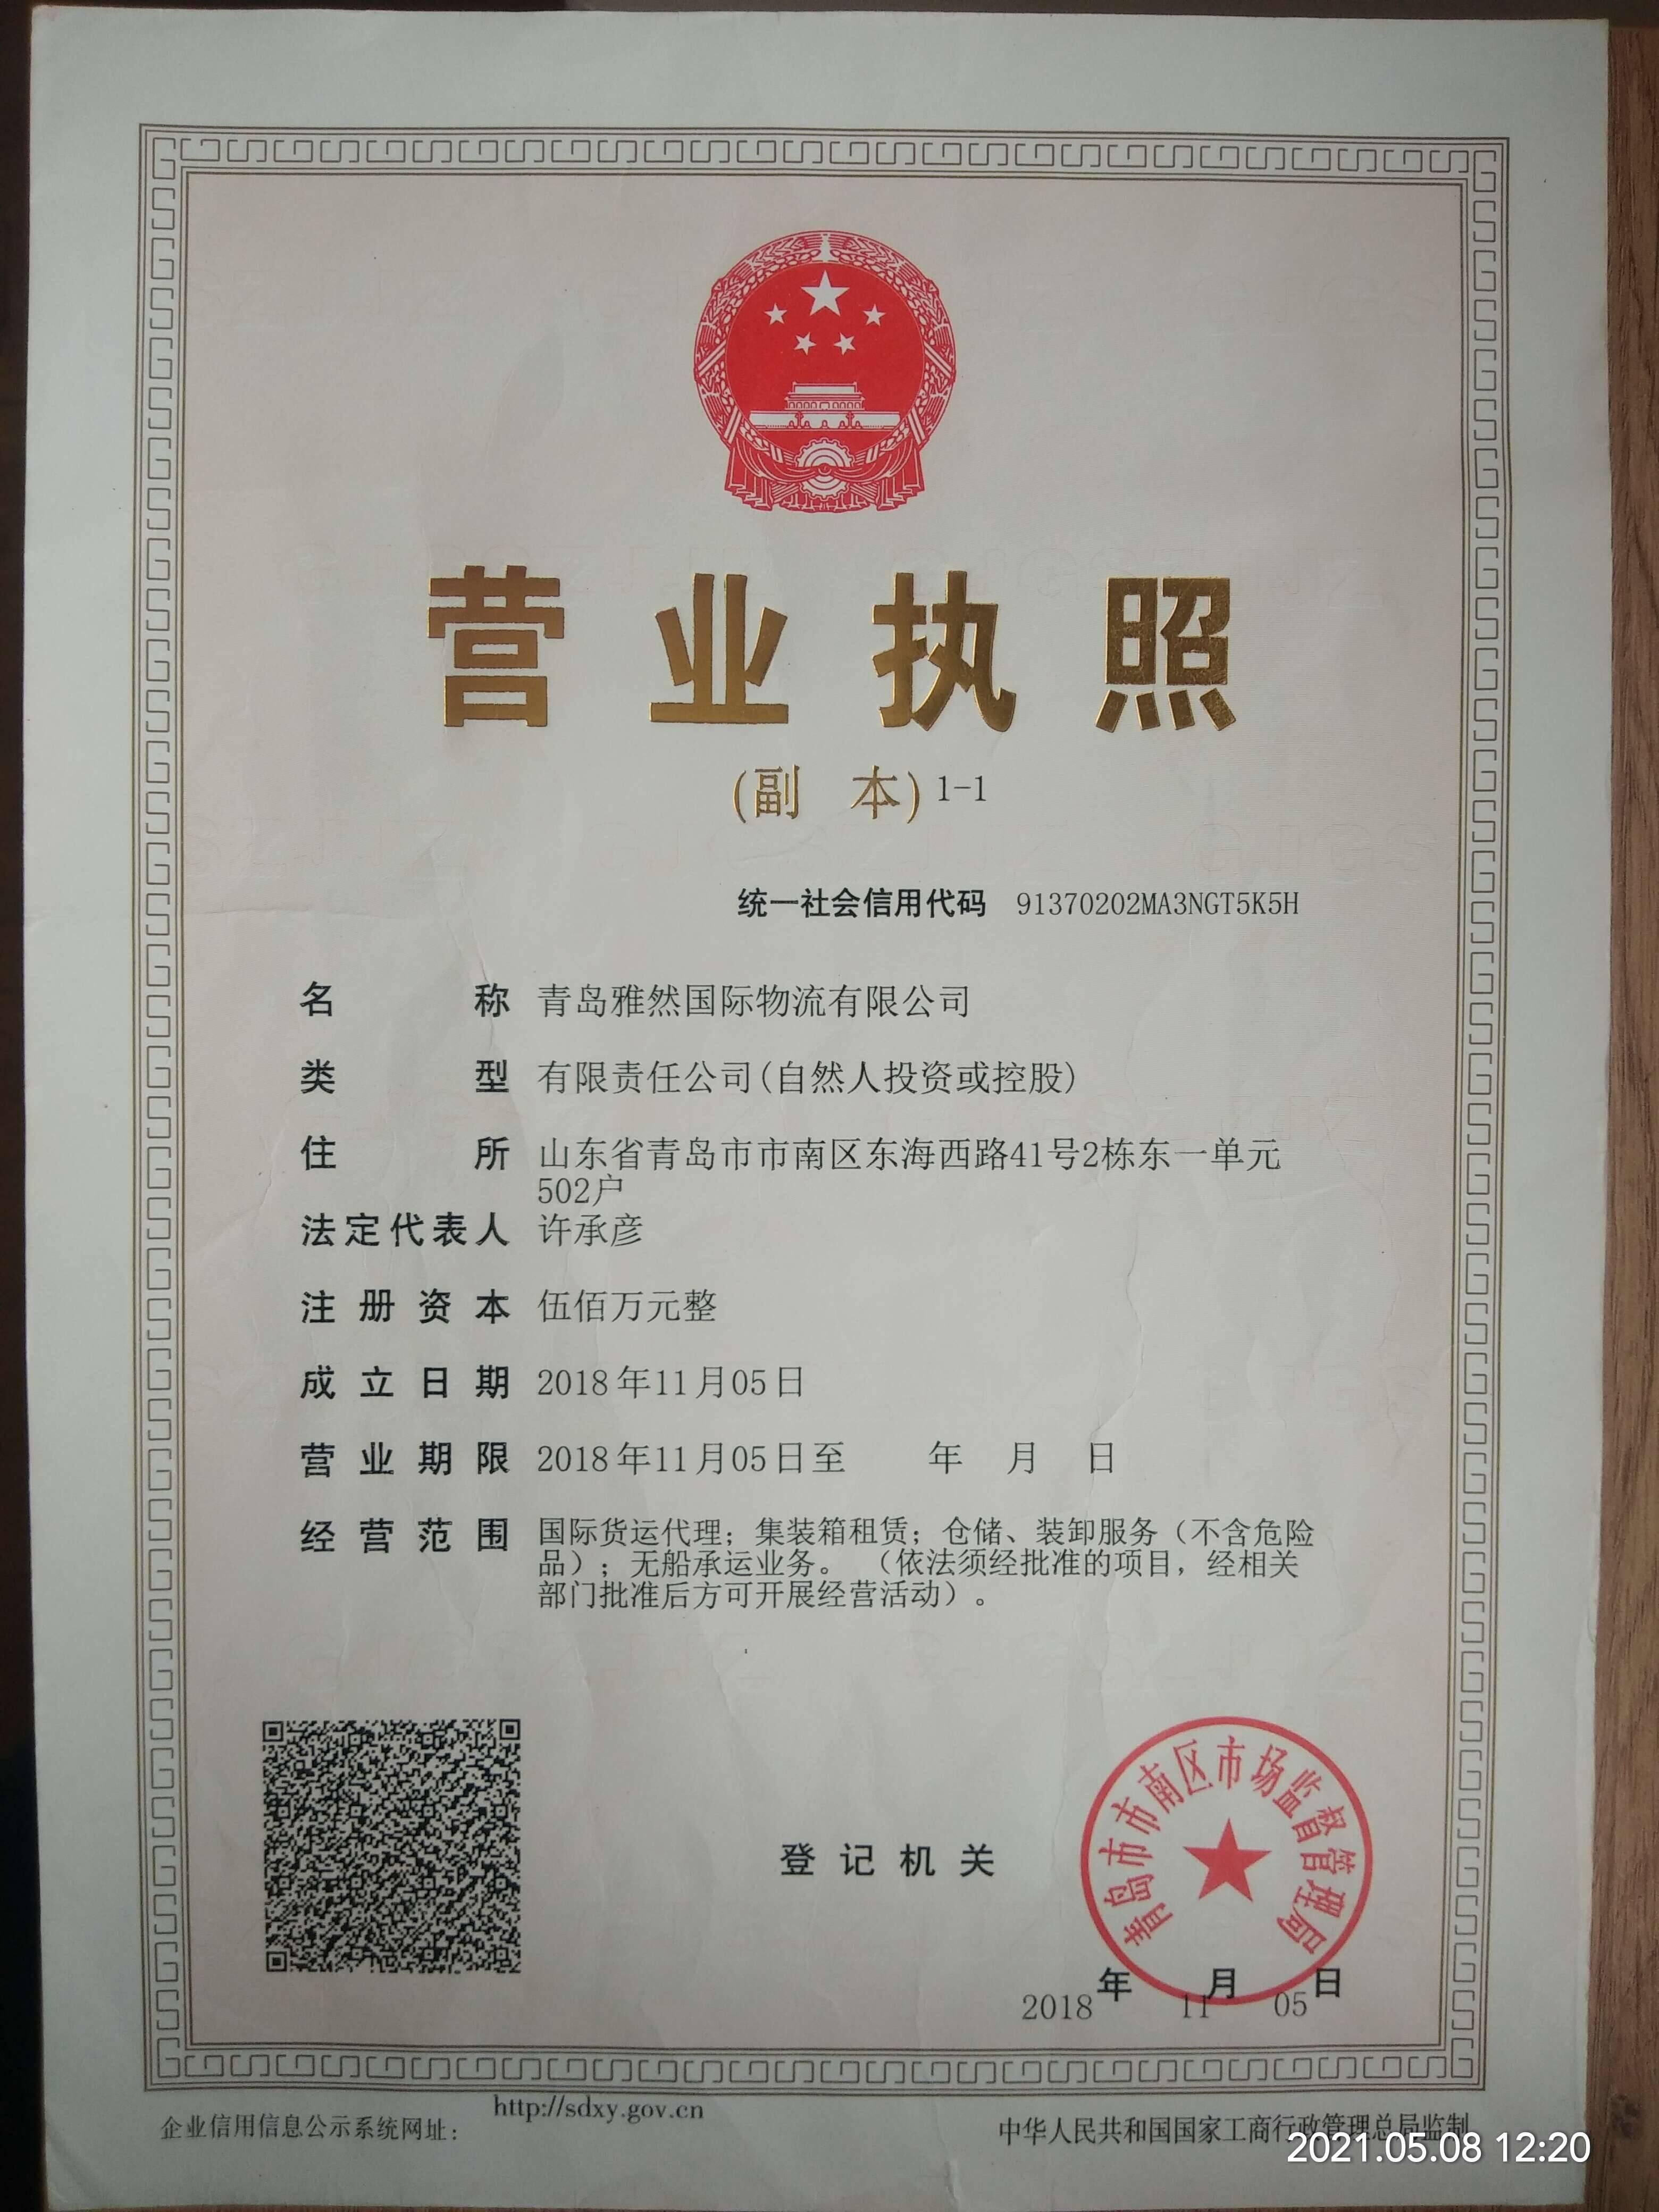 营业执照
(副 本) 1-1
统一社会信用代码 91370202MA3NGT5K5H
名称 青岛雅然国际物流有限公司
类型 有限责任公司(自然人投资或控股)
住所 山东省青岛市市南区东海西路41号2栋东一单元
502户
法定代表人 许承彦
注册资本 伍佰万元整
成立日期 2018年11月05日
营业期限 2018年11月05日至 年 月 日
经营范围 国际货运代理；集装箱租赁；仓储、装卸服务（不含危险
品）；无船承运业务。（依法须经批准的项目，经相关
部门批准后方可开展经营活动）。
登记机关
青岛市市南区市场监督管理局
2018年11月05日
企业信用信息公示系统网址：http://sdxy.gov.cn
中华人民共和国国家工商行政管理总局监制
2021.05.08 12:20